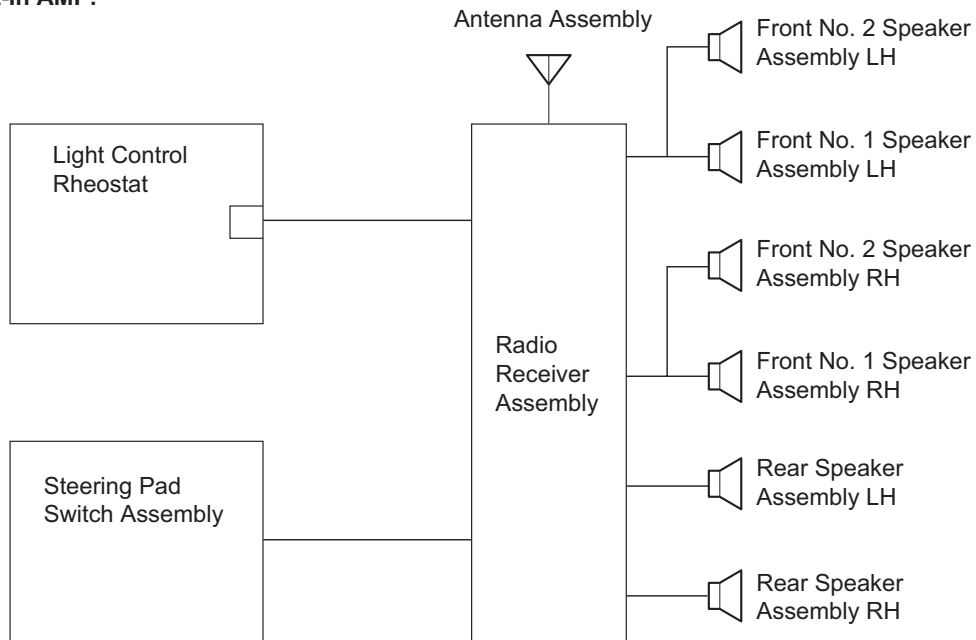 AMP.
Antenna Assembly
Front No. 2 Speaker
Assembly LH
Light Control
Rheostat
Front No. 1 Speaker
Assembly LH
Front No. 2 Speaker
Assembly RH
Radio
Receiver
Assembly
Front No. 1 Speaker
Assembly RH
Steering Pad
Switch Assembly
Rear Speaker
Assembly LH
Rear Speaker
Assembly RH